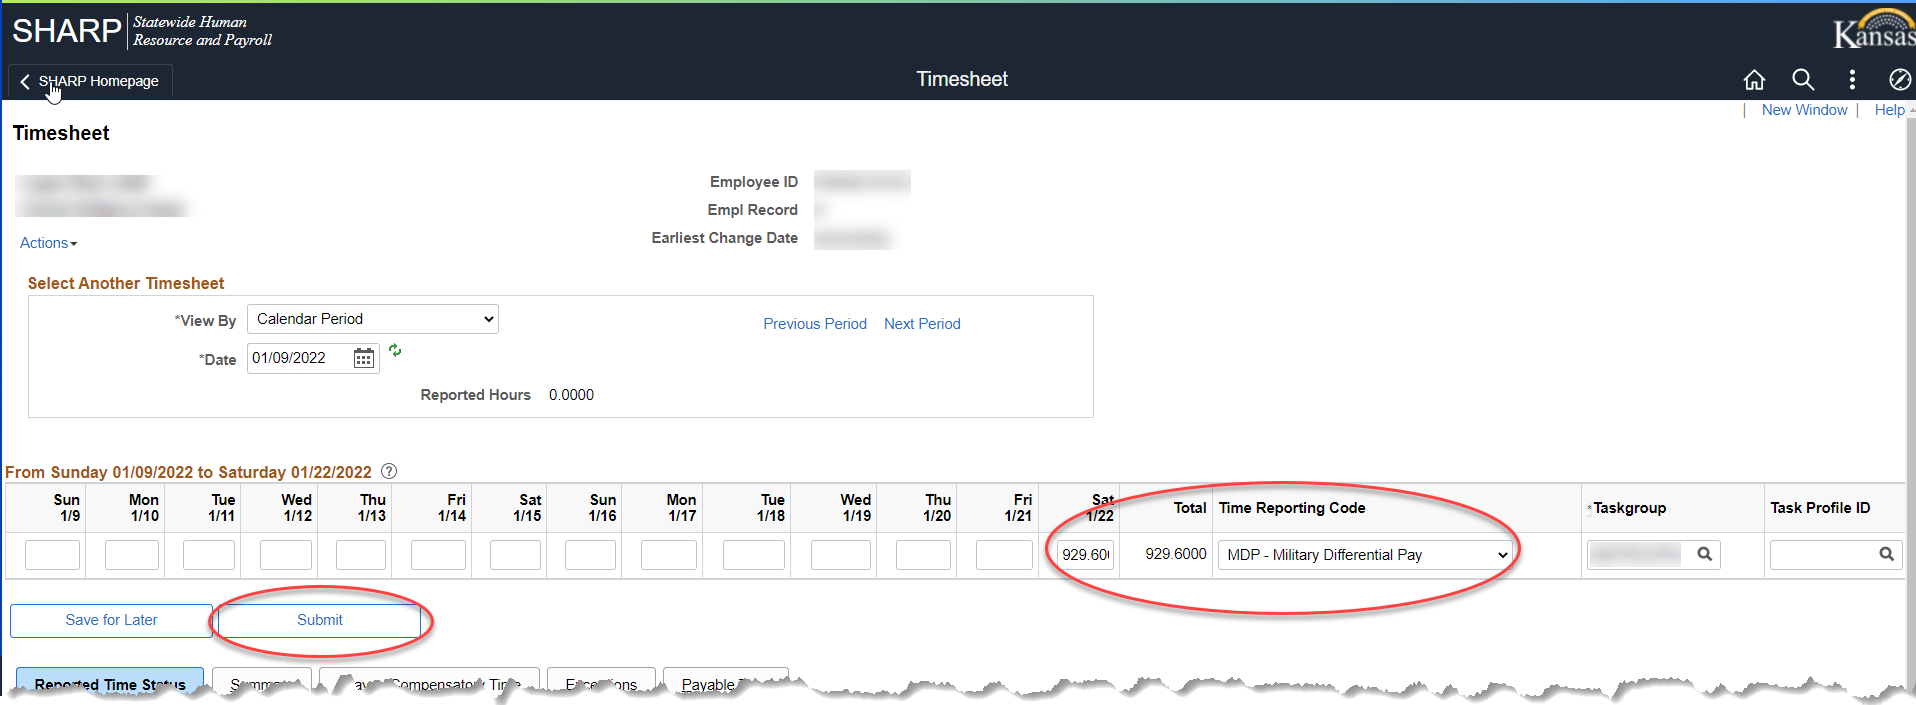 SHARP
Statewide Human
Resource and Payroll
Kansas
SHARP Homepage
Timesheet
New Window | Help
Timesheet
Employee ID
Empl Record
Earliest Change Date
Actions
Select Another Timesheet
*View By Calendar Period
Previous Period Next Period
*Date 01/09/2022
Reported Hours 0.0000
From Sunday 01/09/2022 to Saturday 01/22/2022 ?
Sun Mon Tue Wed Thu Fri Sat Sun Mon Tue Wed Thu Fri Sat
1/9 1/10 1/11 1/12 1/13 1/14 1/15 1/16 1/17 1/18 1/19 1/20 1/21 1/22
Total Time Reporting Code *Taskgroup Task Profile ID
929.60 929.6000 MDP - Military Differential Pay
Save for Later Submit
Reported Time Status Compensatory Exceptions Payable